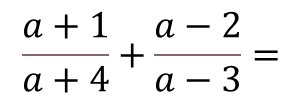 (a + 1)/(a + 4) + (a − 2)/(a − 3) =